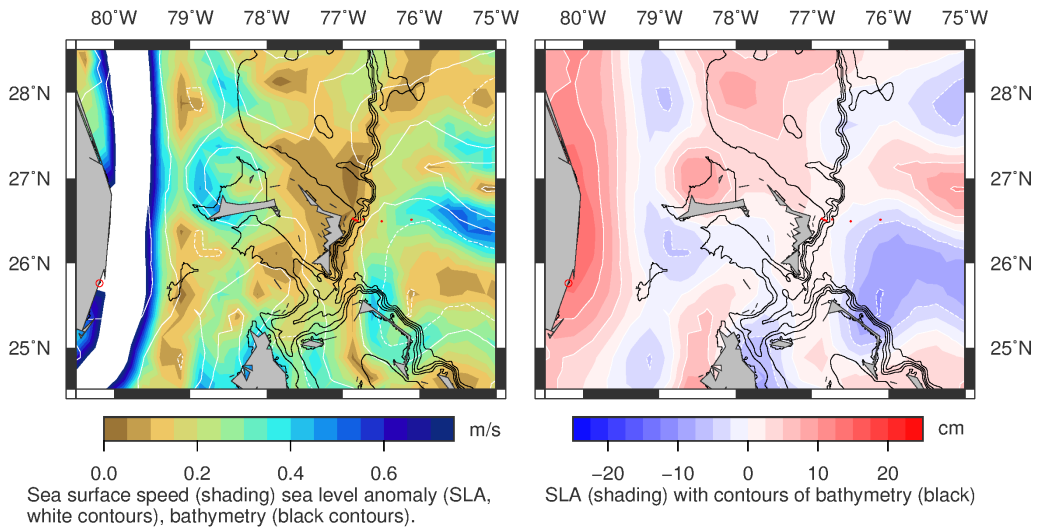 80˚W 79˚W 78˚W 77˚W 76˚W 75˚W 80˚W 79˚W 78˚W 77˚W 76˚W 75˚W
28˚N 28˚N
27˚N 27˚N
26˚N 26˚N
25˚N 25˚N
m/s cm
0.0 0.2 0.4 0.6 −20 −10 0 10 20
Sea surface speed (shading) sea level anomaly (SLA,
white contours), bathymetry (black contours).
SLA (shading) with contours of bathymetry (black)